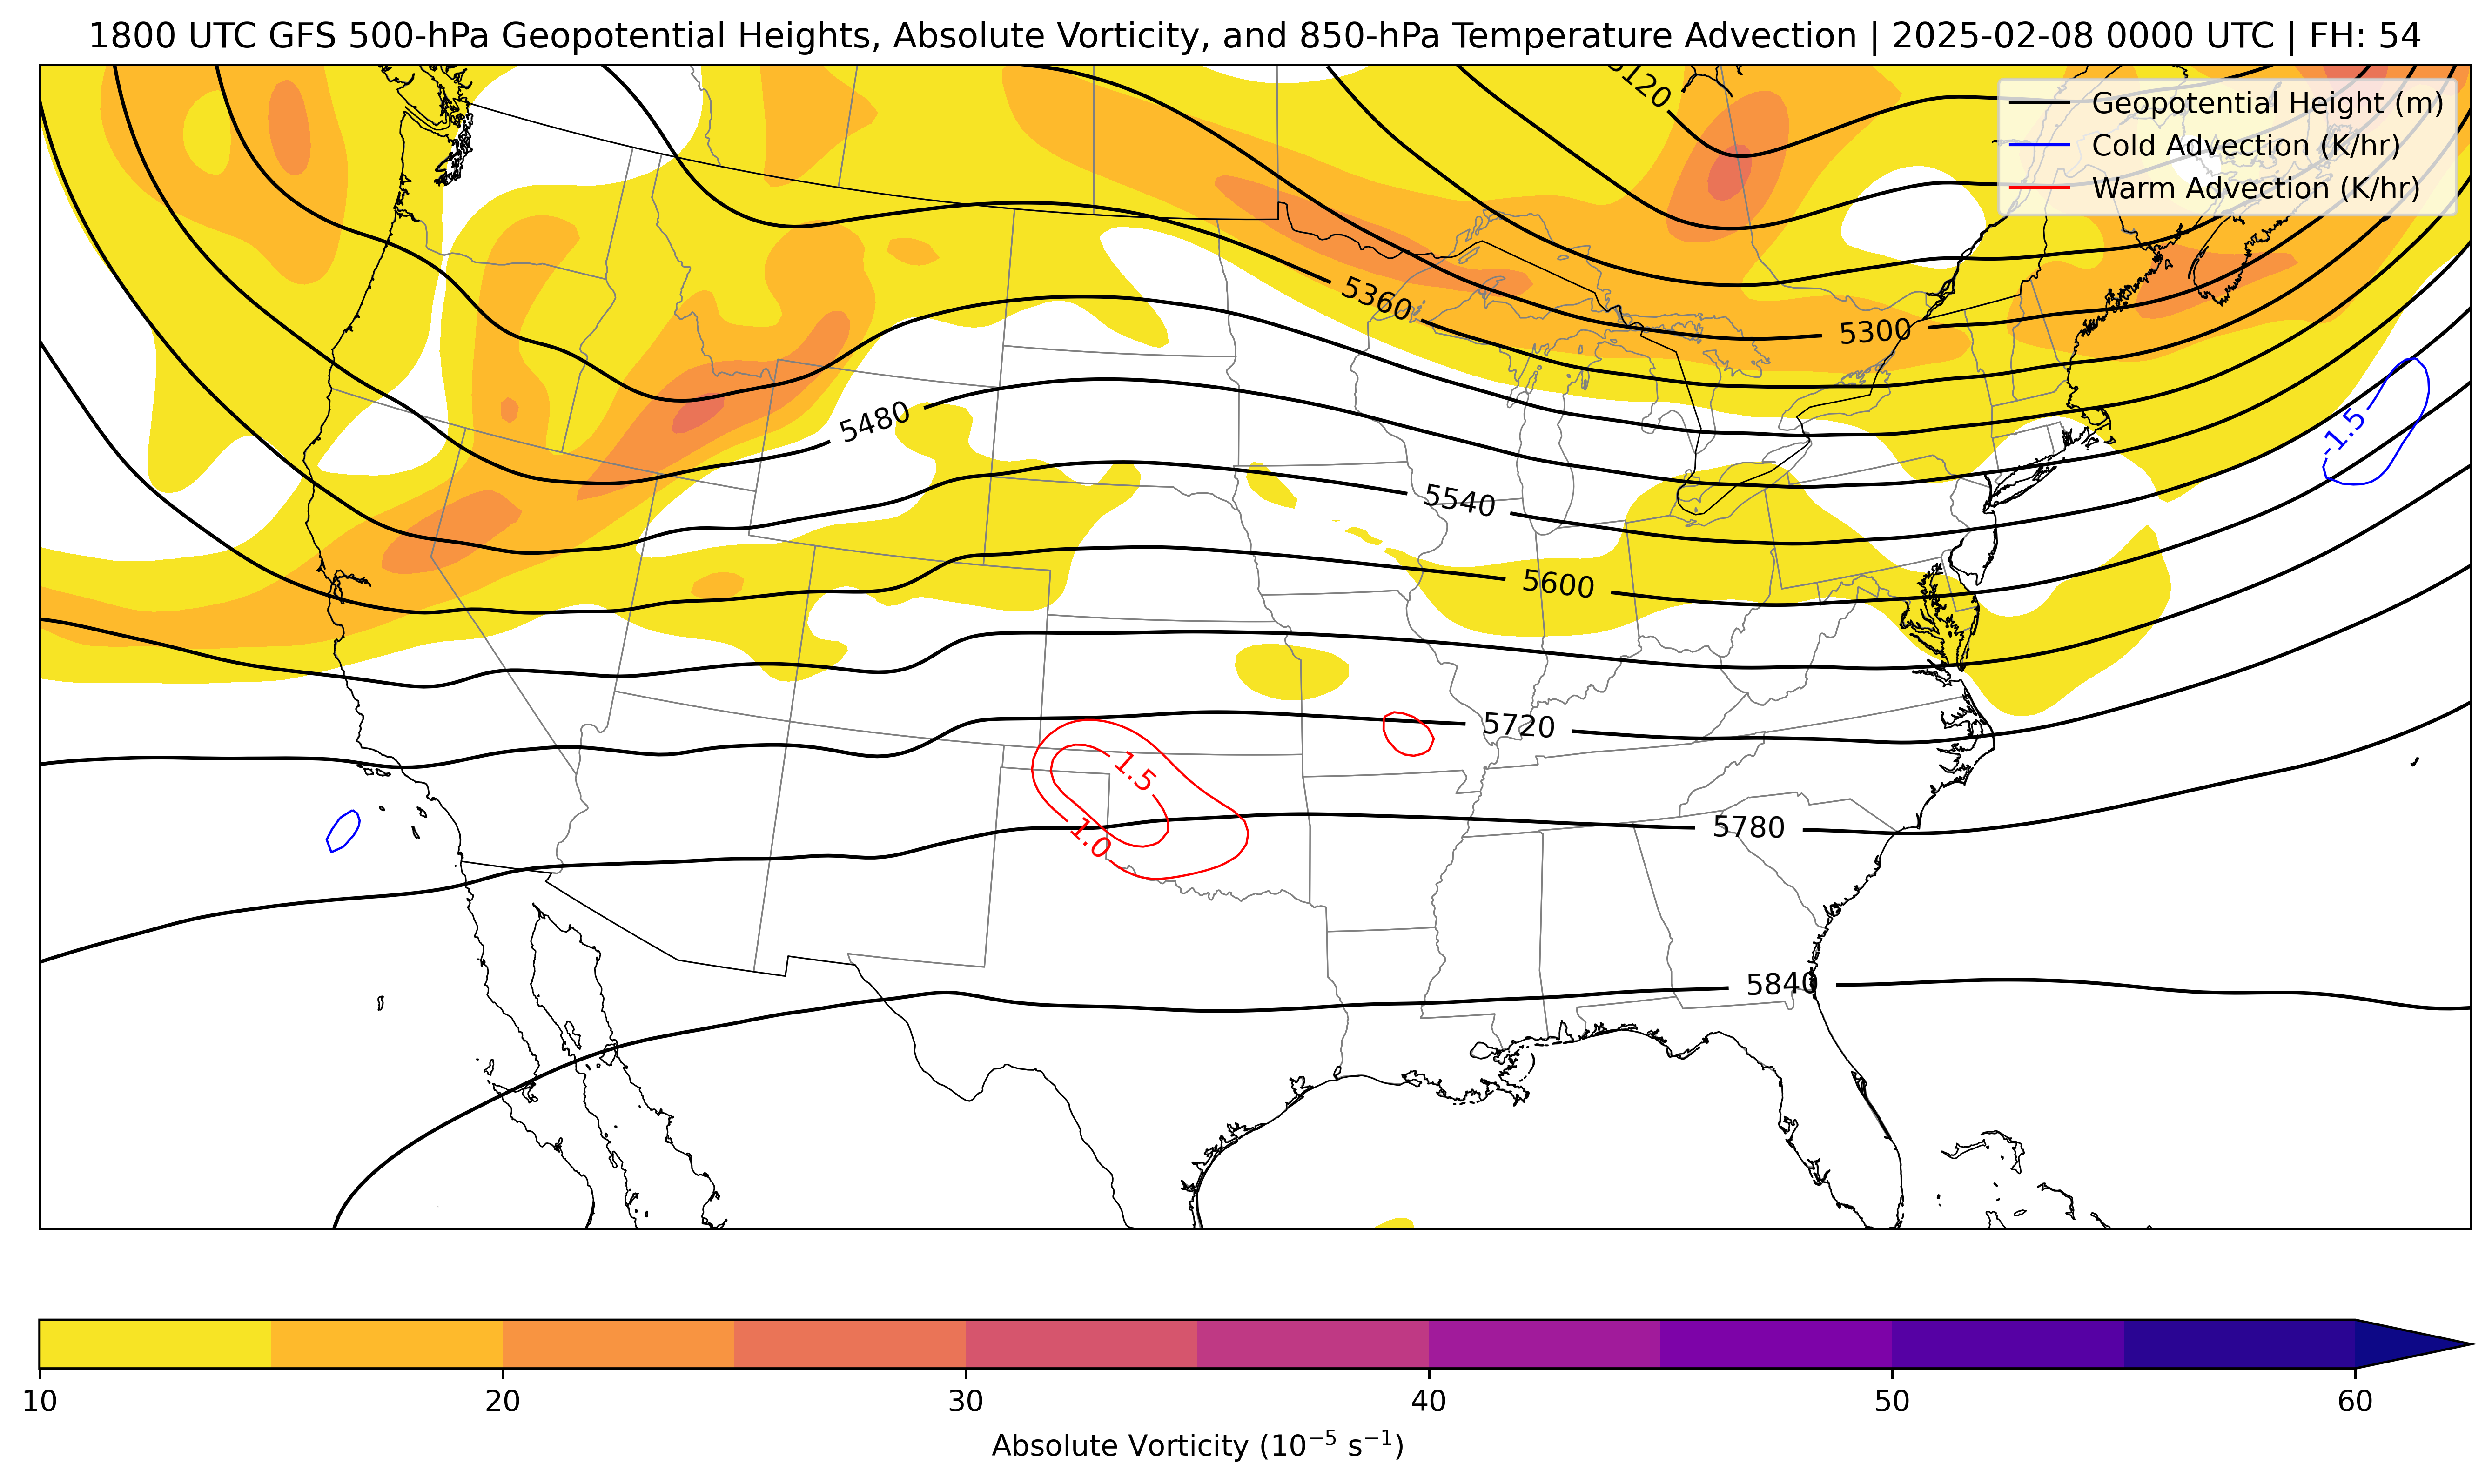 1800 UTC GFS 500-hPa Geopotential Heights, Absolute Vorticity, and 850-hPa Temperature Advection | 2025-02-08 0000 UTC | FH: 54
5120
Geopotential Height (m)
Cold Advection (K/hr)
Warm Advection (K/hr)
5360
5300
5480
-1.5
5540
5600
5720
1.5
1.0
5780
5840
10 20 30 40 50 60
Absolute Vorticity (10⁻⁵ s⁻¹)